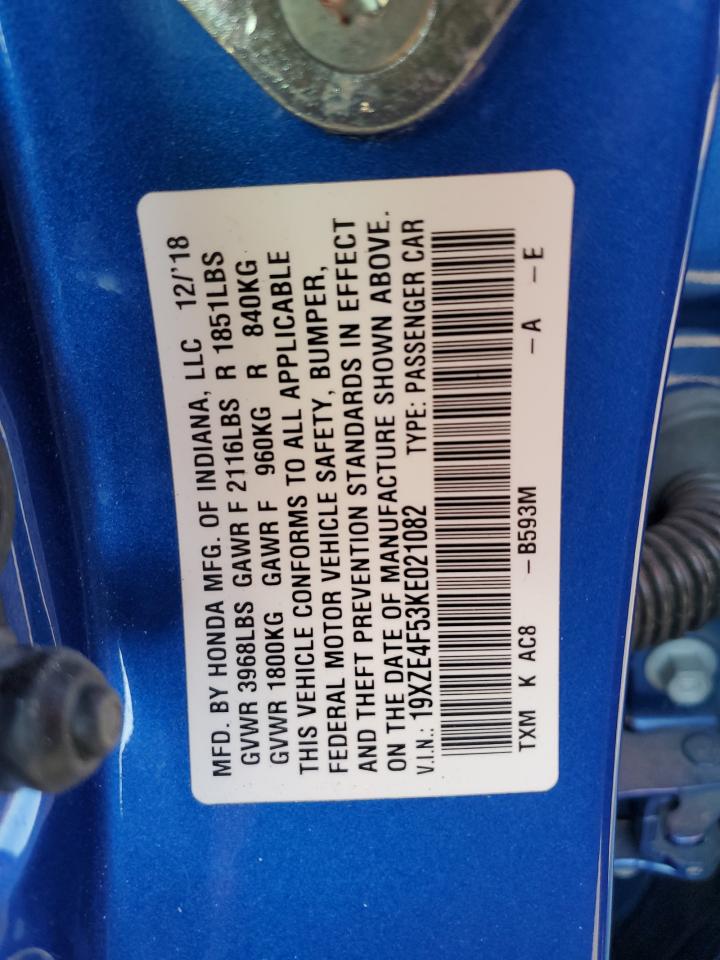 MFD. BY HONDA MFG. OF INDIANA, LLC 12/'18
GVWR 3968LBS GAWR F 2116LBS R 1851LBS
GVWR 1800KG GAWR F 960KG R 840KG
THIS VEHICLE CONFORMS TO ALL APPLICABLE
FEDERAL MOTOR VEHICLE SAFETY, BUMPER,
AND THEFT PREVENTION STANDARDS IN EFFECT
ON THE DATE OF MANUFACTURE SHOWN ABOVE.
V.I.N.: 19XZE4F53KE021082 TYPE: PASSENGER CAR
TXM K AC8 –B593M –A –E